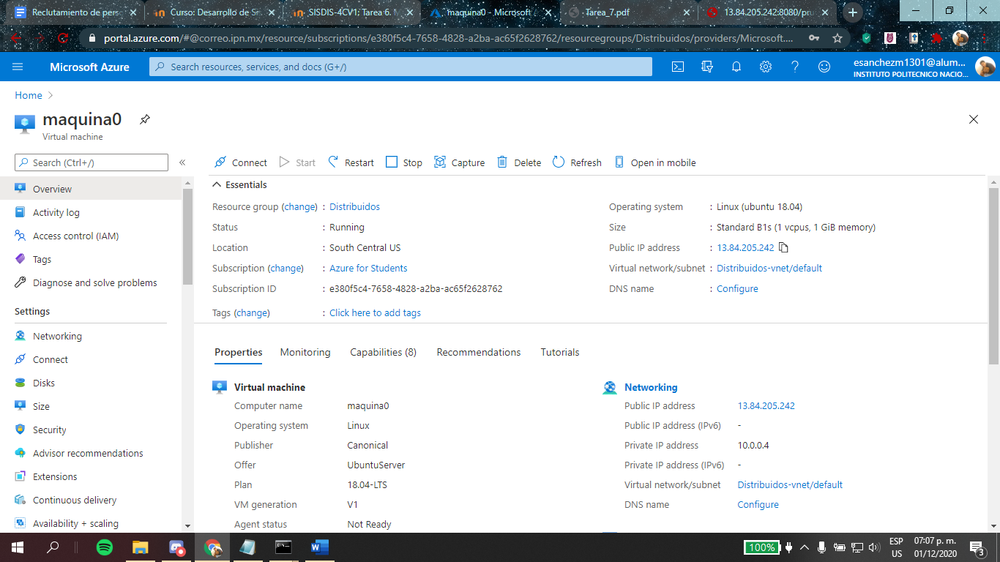 Reclutamiento de perso
Curso: Desarrollo de Sis
SISDIS-4CV1; Tarea 6. M
maquina0 - Microsoft
Tarea_7.pdf
13.84.205.242:8080/pru
portal.azure.com/#@correo.ipn.mx/resource/subscriptions/e380f5c4-7658-4828-a2ba-ac65f2628762/resourcegroups/Distribuidos/providers/Microsoft....
Microsoft Azure
Search resources, services, and docs (G+/)
esanchezm1301@alum...
INSTITUTO POLITECNICO NACIO...
Home
maquina0
Virtual machine
Search (Ctrl+/)
Connect
Start
Restart
Stop
Capture
Delete
Refresh
Open in mobile
Overview
Activity log
Access control (IAM)
Tags
Diagnose and solve problems
Settings
Networking
Connect
Disks
Size
Security
Advisor recommendations
Extensions
Continuous delivery
Availability + scaling
Essentials
Resource group (change) : Distribuidos
Status : Running
Location : South Central US
Subscription (change) : Azure for Students
Subscription ID : e380f5c4-7658-4828-a2ba-ac65f2628762
Tags (change) : Click here to add tags
Operating system : Linux (ubuntu 18.04)
Size : Standard B1s (1 vcpus, 1 GiB memory)
Public IP address : 13.84.205.242
Virtual network/subnet : Distribuidos-vnet/default
DNS name : Configure
Properties
Monitoring
Capabilities (8)
Recommendations
Tutorials
Virtual machine
Computer name maquina0
Operating system Linux
Publisher Canonical
Offer UbuntuServer
Plan 18.04-LTS
VM generation V1
Agent status Not Ready
Networking
Public IP address 13.84.205.242
Public IP address (IPv6) -
Private IP address 10.0.0.4
Private IP address (IPv6) -
Virtual network/subnet Distribuidos-vnet/default
DNS name Configure
100%
ESP
US
07:07 p. m.
01/12/2020
3